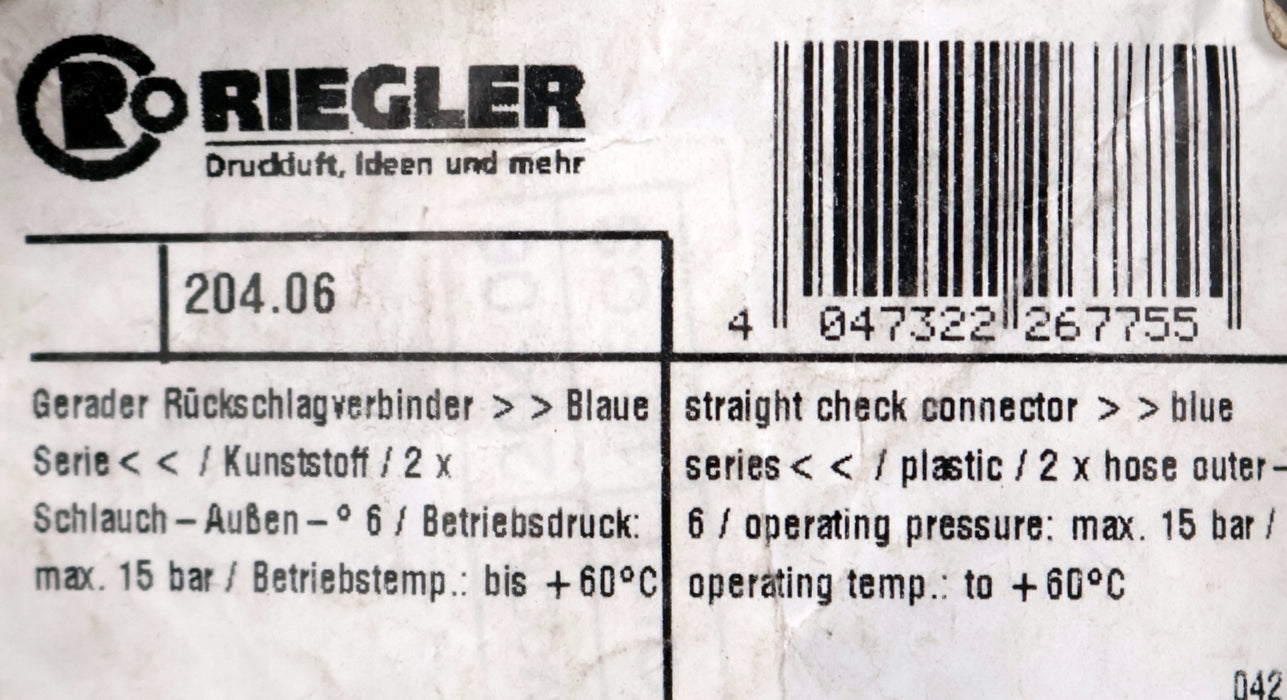 RIEGLER
Druckluft, Ideen und mehr
4 047322 267755
204.06
Gerader Rückschlagverbinder > > Blaue
Serie < < / Kunststoff / 2 x
Schlauch-Außen-° 6 / Betriebsdruck:
max. 15 bar / Betriebstemp.: bis +60°C
straight check connector > > blue
series < < / plastic / 2 x hose outer-
6 / operating pressure: max. 15 bar /
operating temp.: to +60°C
042